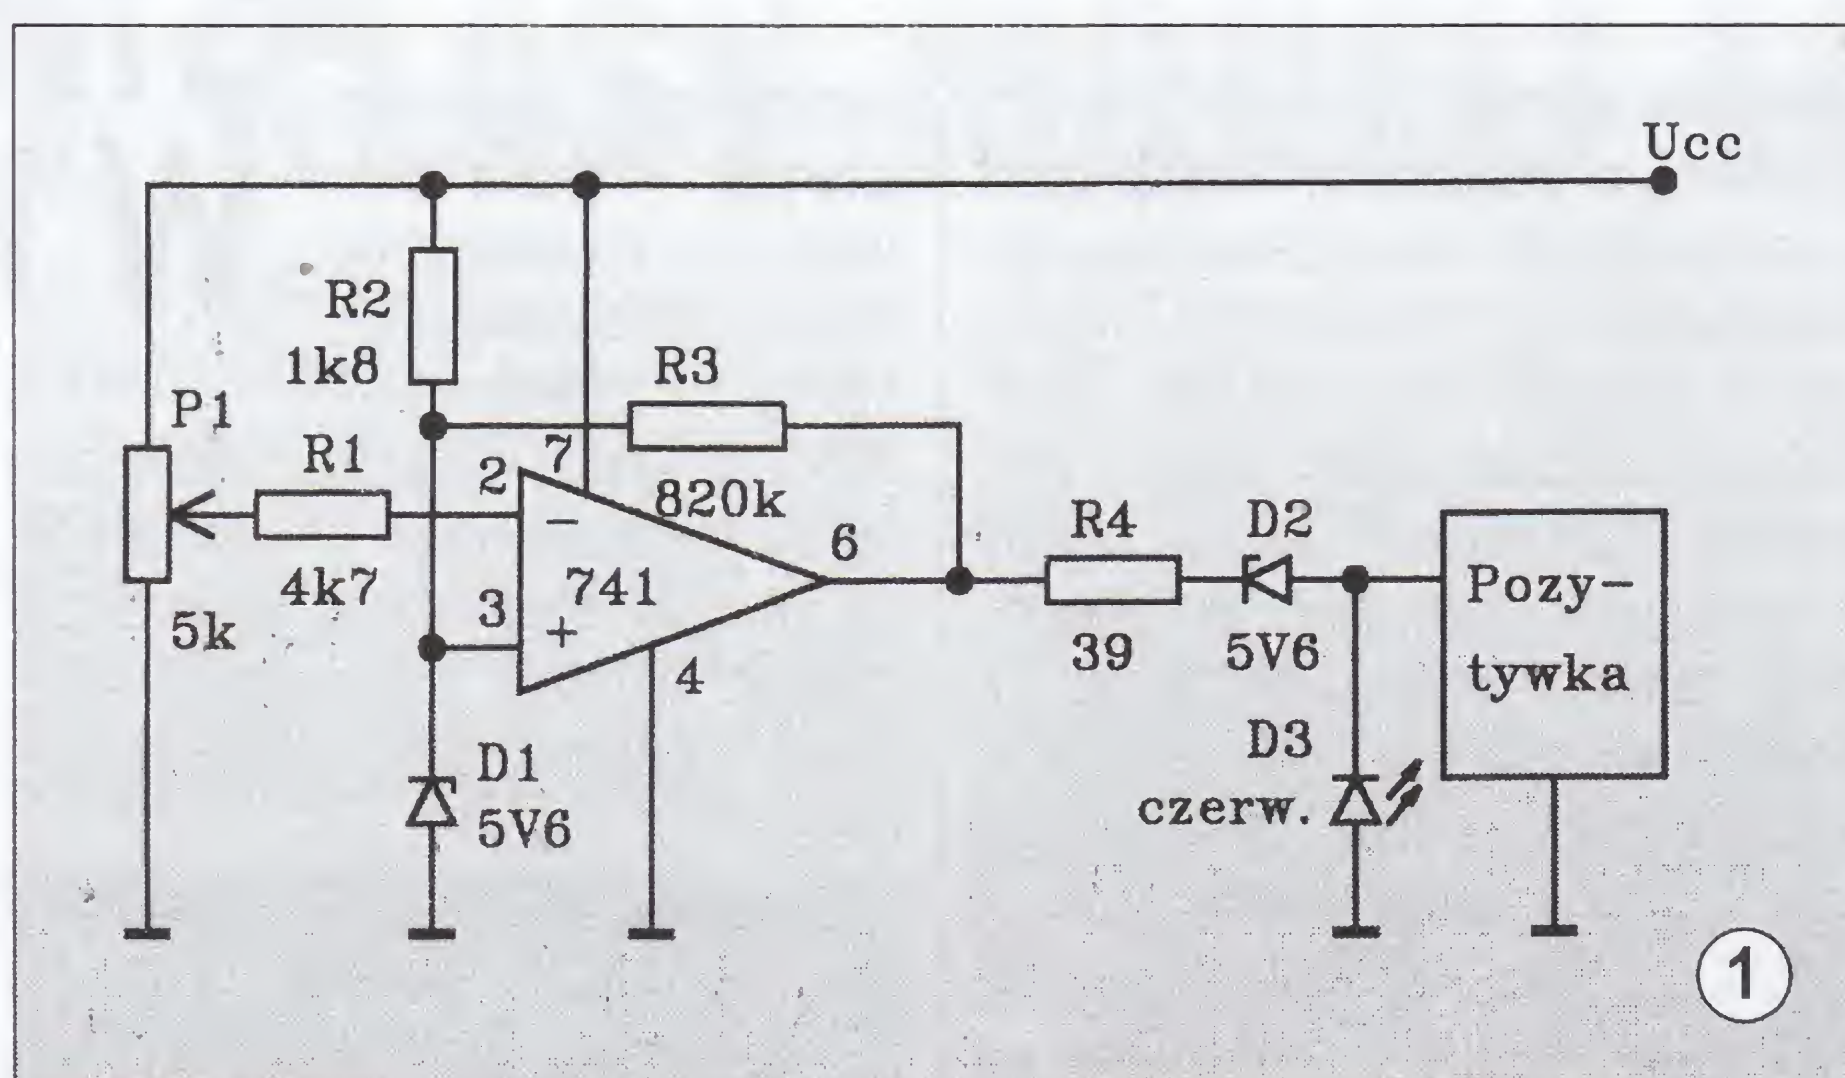 Ucc
R2
1k8
R3
820k
P1
5k
R1
4k7
2
7
3
6
4
−
+
741
R4
39
D2
5V6
Pozy-
tywka
D1
5V6
D3
czerw.
1